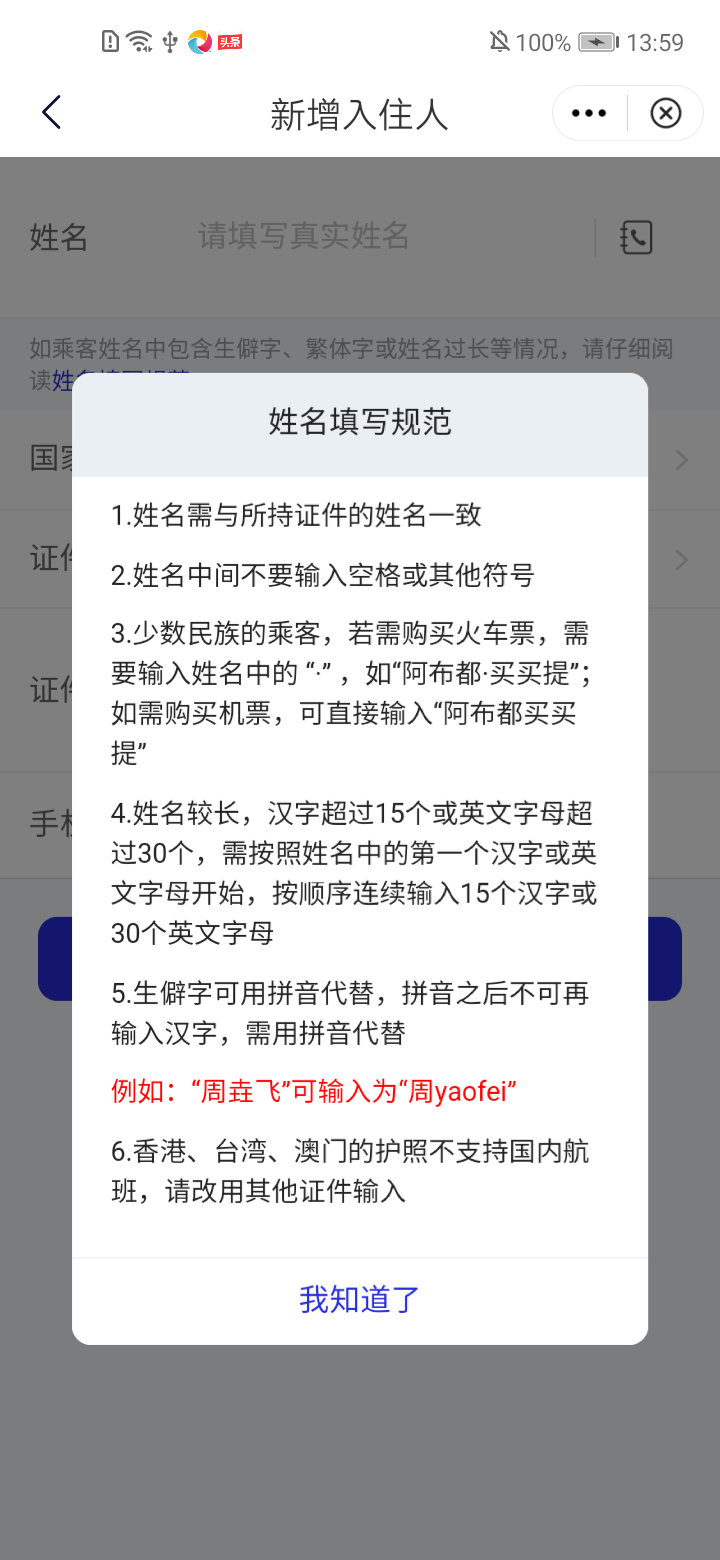 头条
100%
13:59
新增入住人
姓名
请填写真实姓名
如乘客姓名中包含生僻字、繁体字或姓名过长等情况，请仔细阅
读姓名填写规范
国家
证件
证件
手机
姓名填写规范
1.姓名需与所持证件的姓名一致
2.姓名中间不要输入空格或其他符号
3.少数民族的乘客，若需购买火车票，需
要输入姓名中的 “·” ，如“阿布都·买买提”；
如需购买机票，可直接输入“阿布都买买
提”
4.姓名较长，汉字超过15个或英文字母超
过30个，需按照姓名中的第一个汉字或英
文字母开始，按顺序连续输入15个汉字或
30个英文字母
5.生僻字可用拼音代替，拼音之后不可再
输入汉字，需用拼音代替
例如：“周垚飞”可输入为“周yaofei”
6.香港、台湾、澳门的护照不支持国内航
班，请改用其他证件输入
我知道了